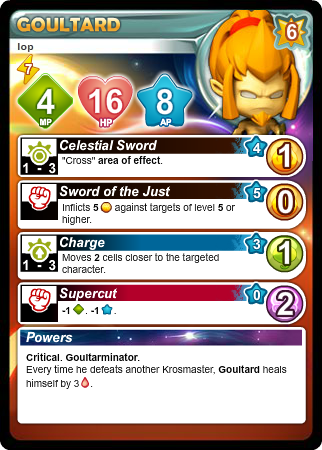 GOULTARD
6
Iop
7
4 MP
16 HP
8 AP
Celestial Sword 4
1 - 3
"Cross" area of effect.
1
Sword of the Just 5
Inflicts 5 against targets of level 5 or
higher.
0
Charge 3
1 - 3
Moves 2 cells closer to the targeted
character.
1
Supercut 0
-1 . -1 .
2
Powers
Critical. Goultarminator.
Every time he defeats another Krosmaster, Goultard heals
himself by 3 .